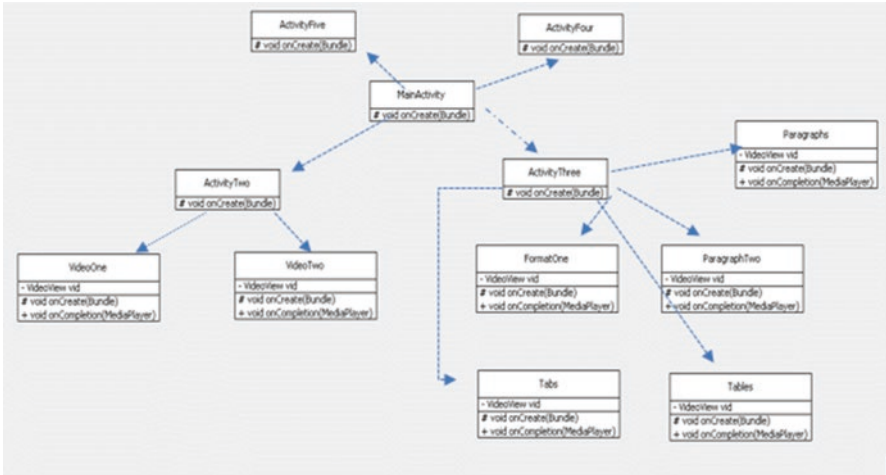 ActivityFive
# void onCreate(Bundle)
ActivityFour
# void onCreate(Bundle)
MainActivity
# void onCreate(Bundle)
Paragraphs
- VideoView vid
# void onCreate(Bundle)
+ void onCompletion(MediaPlayer)
ActivityTwo
# void onCreate(Bundle)
ActivityThree
# void onCreate(Bundle)
VideoOne
- VideoView vid
# void onCreate(Bundle)
+ void onCompletion(MediaPlayer)
VideoTwo
- VideoView vid
# void onCreate(Bundle)
+ void onCompletion(MediaPlayer)
FormatOne
- VideoView vid
# void onCreate(Bundle)
+ void onCompletion(MediaPlayer)
ParagraphTwo
- VideoView vid
# void onCreate(Bundle)
+ void onCompletion(MediaPlayer)
Tabs
- VideoView vid
# void onCreate(Bundle)
+ void onCompletion(MediaPlayer)
Tables
- VideoView vid
# void onCreate(Bundle)
+ void onCompletion(MediaPlayer)